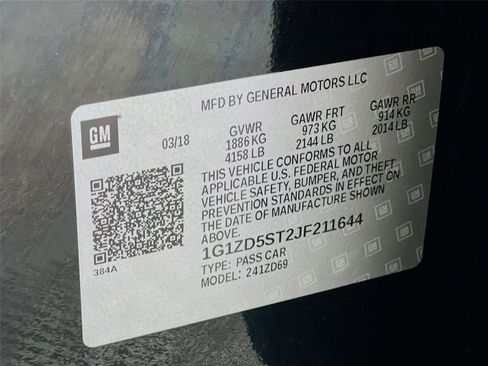 MFD BY GENERAL MOTORS LLC
GM
03/18
GVWR
1886 KG
4158 LB
GAWR FRT
973 KG
2144 LB
GAWR RR
914 KG
2014 LB
THIS VEHICLE CONFORMS TO ALL
APPLICABLE U.S. FEDERAL MOTOR
VEHICLE SAFETY, BUMPER, AND THEFT
PREVENTION STANDARDS IN EFFECT ON
THE DATE OF MANUFACTURE SHOWN
ABOVE.
384A
1G1ZD5ST2JF211644
TYPE: PASS CAR
MODEL: 241ZD69